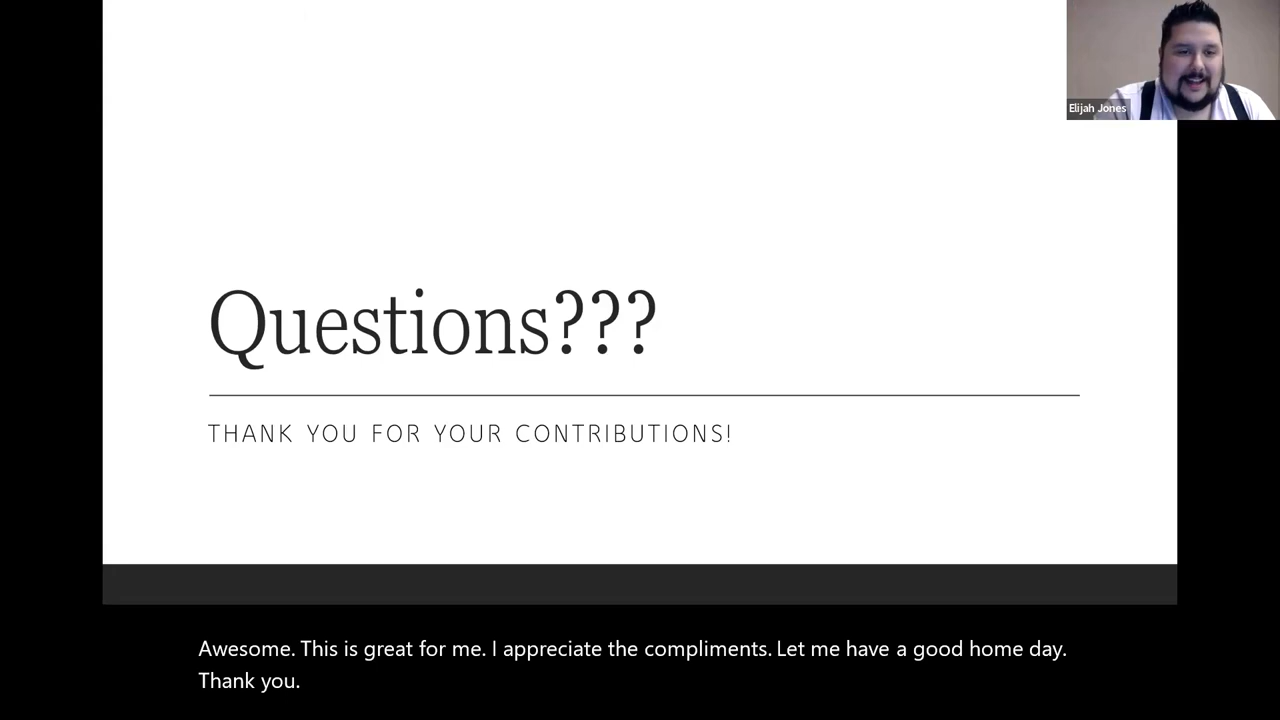 Elijah Jones
Questions???
THANK YOU FOR YOUR CONTRIBUTIONS!
Awesome. This is great for me. I appreciate the compliments. Let me have a good home day.
Thank you.